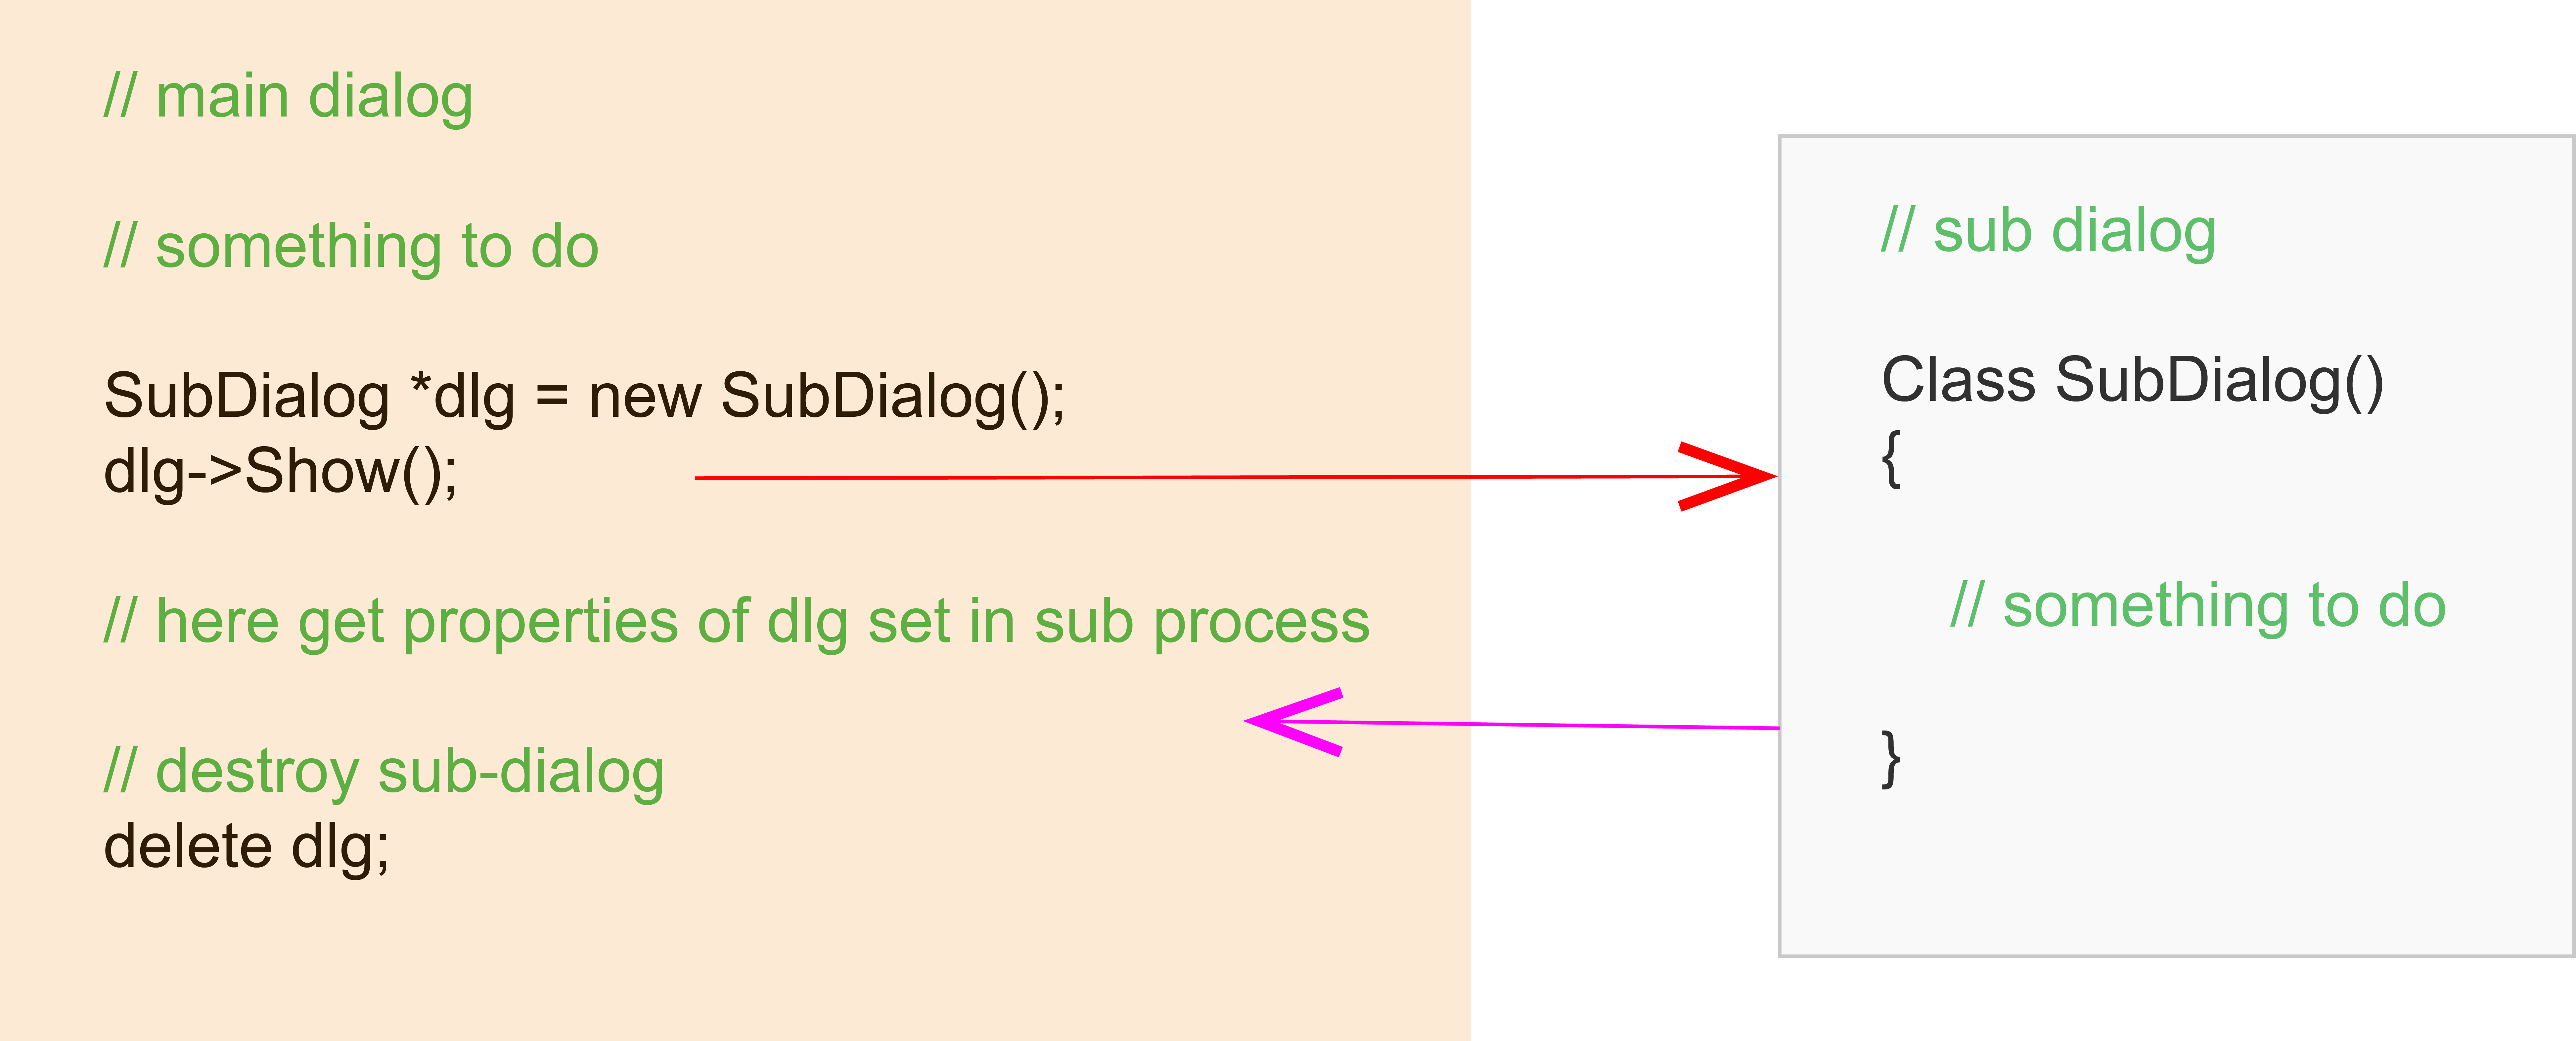 // main dialog
// something to do
SubDialog *dlg = new SubDialog();
dlg->Show();
// here get properties of dlg set in sub process
// destroy sub-dialog
delete dlg;
// sub dialog
Class SubDialog()
{
// something to do
}